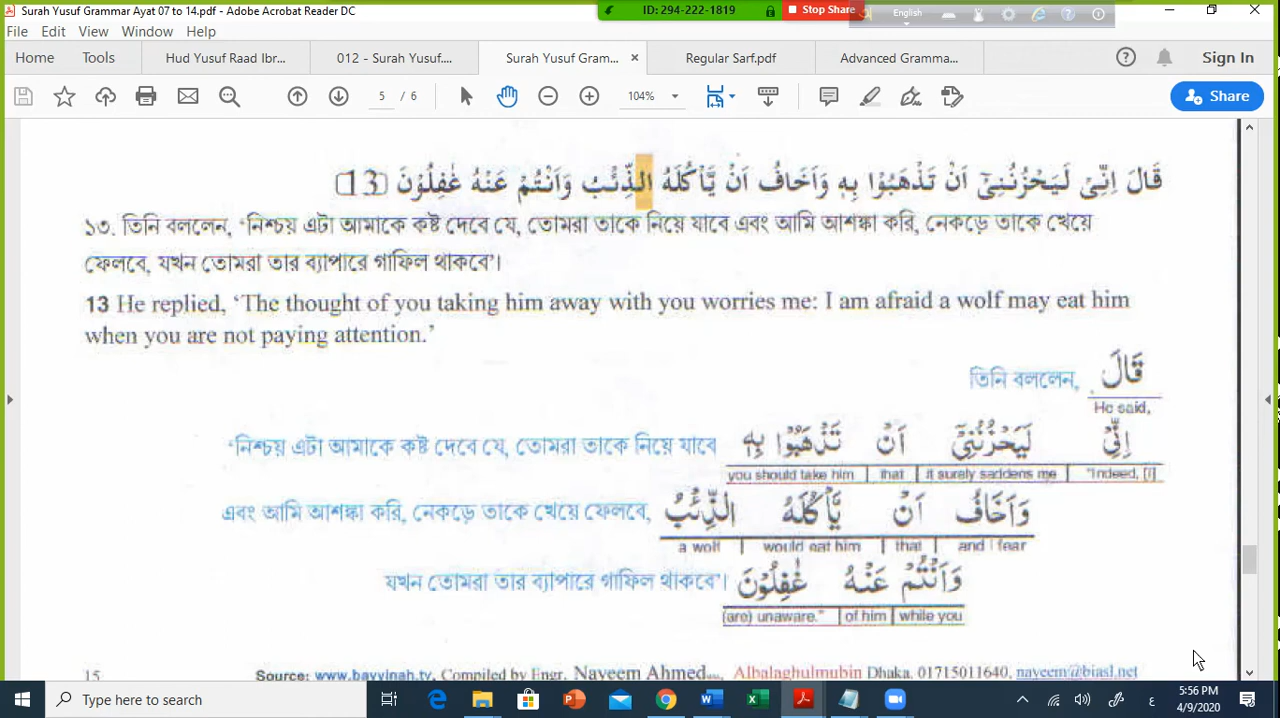 Surah Yusuf Grammar Ayat 07 to 14.pdf - Adobe Acrobat Reader DC
ID: 294-222-1819 Stop Share
English
File Edit View Window Help
Home Tools Hud Yusuf Raad Ibr... 012 - Surah Yusuf.... Surah Yusuf Gram... × Regular Sarf.pdf Advanced Gramma... Sign In
5 / 6 104% Share
قَالَ اِنِّىْ لَيَحْزُنُنِىْٓ اَنْ تَذْهَبُوْا بِهٖ وَاَخَافُ اَنْ يَّاْكُلَهُ الذِّئْبُ وَاَنْتُمْ عَنْهُ غٰفِلُوْنَ (13)
১৩. তিনি বললেন, ‘নিশ্চয় এটা আমাকে কষ্ট দেবে যে, তোমরা তাকে নিয়ে যাবে এবং আমি আশঙ্কা করি, নেকড়ে তাকে খেয়ে
ফেলবে, যখন তোমরা তার ব্যাপারে গাফিল থাকবে’।
13 He replied, ‘The thought of you taking him away with you worries me: I am afraid a wolf may eat him
when you are not paying attention.’
قَالَ তিনি বললেন,
He said,
اِنِّىْ لَيَحْزُنُنِىْٓ اَنْ تَذْهَبُوْا بِهٖ ‘নিশ্চয় এটা আমাকে কষ্ট দেবে যে, তোমরা তাকে নিয়ে যাবে
you should take him | that | it surely saddens me | "Indeed, [I]
وَاَخَافُ اَنْ يَّاْكُلَهُ الذِّئْبُ এবং আমি আশঙ্কা করি, নেকড়ে তাকে খেয়ে ফেলবে,
a wolf | would eat him | that | and I fear
وَاَنْتُمْ عَنْهُ غٰفِلُوْنَ যখন তোমরা তার ব্যাপারে গাফিল থাকবে’।
(are) unaware." | of him | while you
15 Source: www.bayyinah.tv, Compiled by Engr. Naveem Ahmed Albalaghulmubin Dhaka, 01715011640, naveem@biasl.net
Type here to search
5:56 PM
4/9/2020